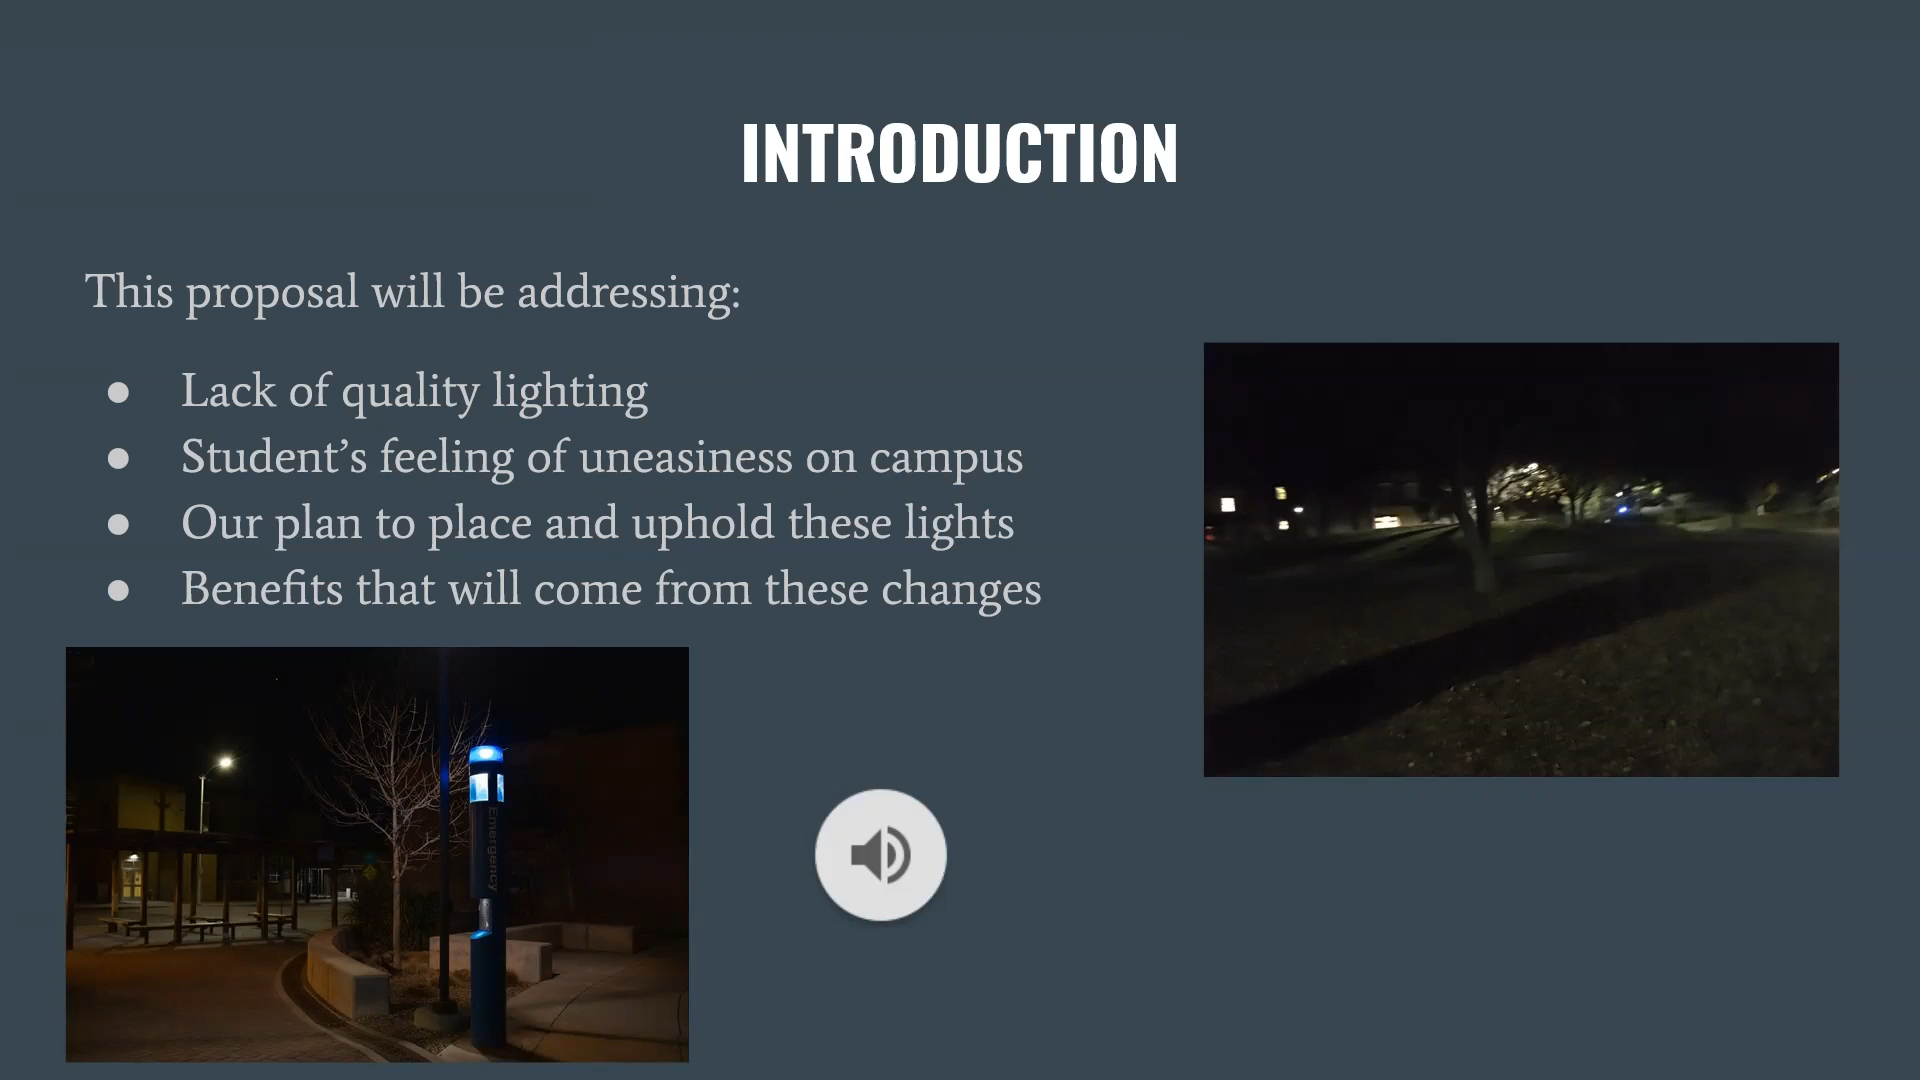 INTRODUCTION
This proposal will be addressing:
● Lack of quality lighting
● Student’s feeling of uneasiness on campus
● Our plan to place and uphold these lights
● Benefits that will come from these changes
Emergency